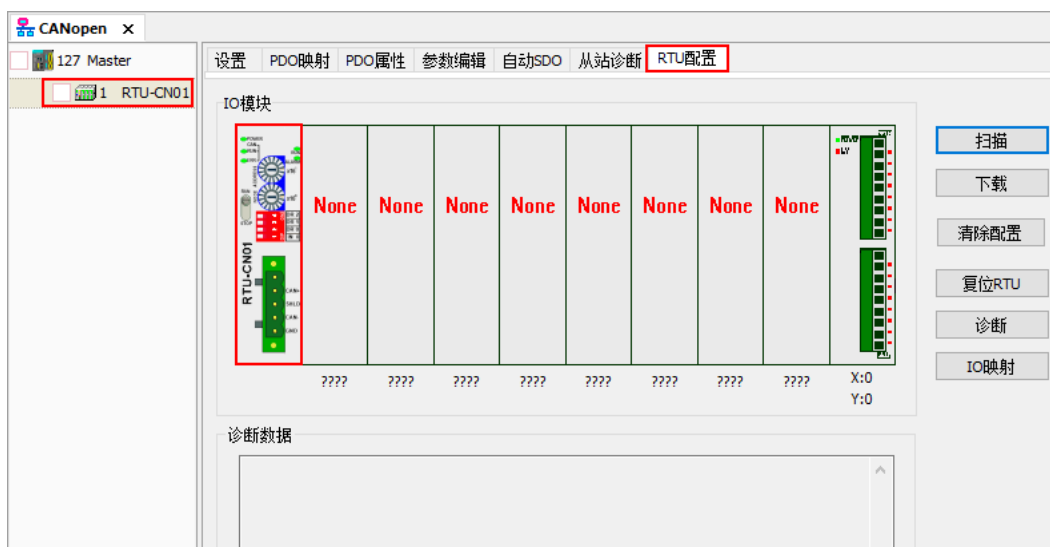 CANopen X
127 Master
1 RTU-CN01
设置 PDO映射 PDO属性 参数编辑 自动SDO 从站诊断 RTU配置
IO模块
扫描
下载
清除配置
复位RTU
诊断
IO映射
RTU-CN01
None None None None None None None None
???? ???? ???? ???? ???? ???? ???? ???? X:0
Y:0
诊断数据